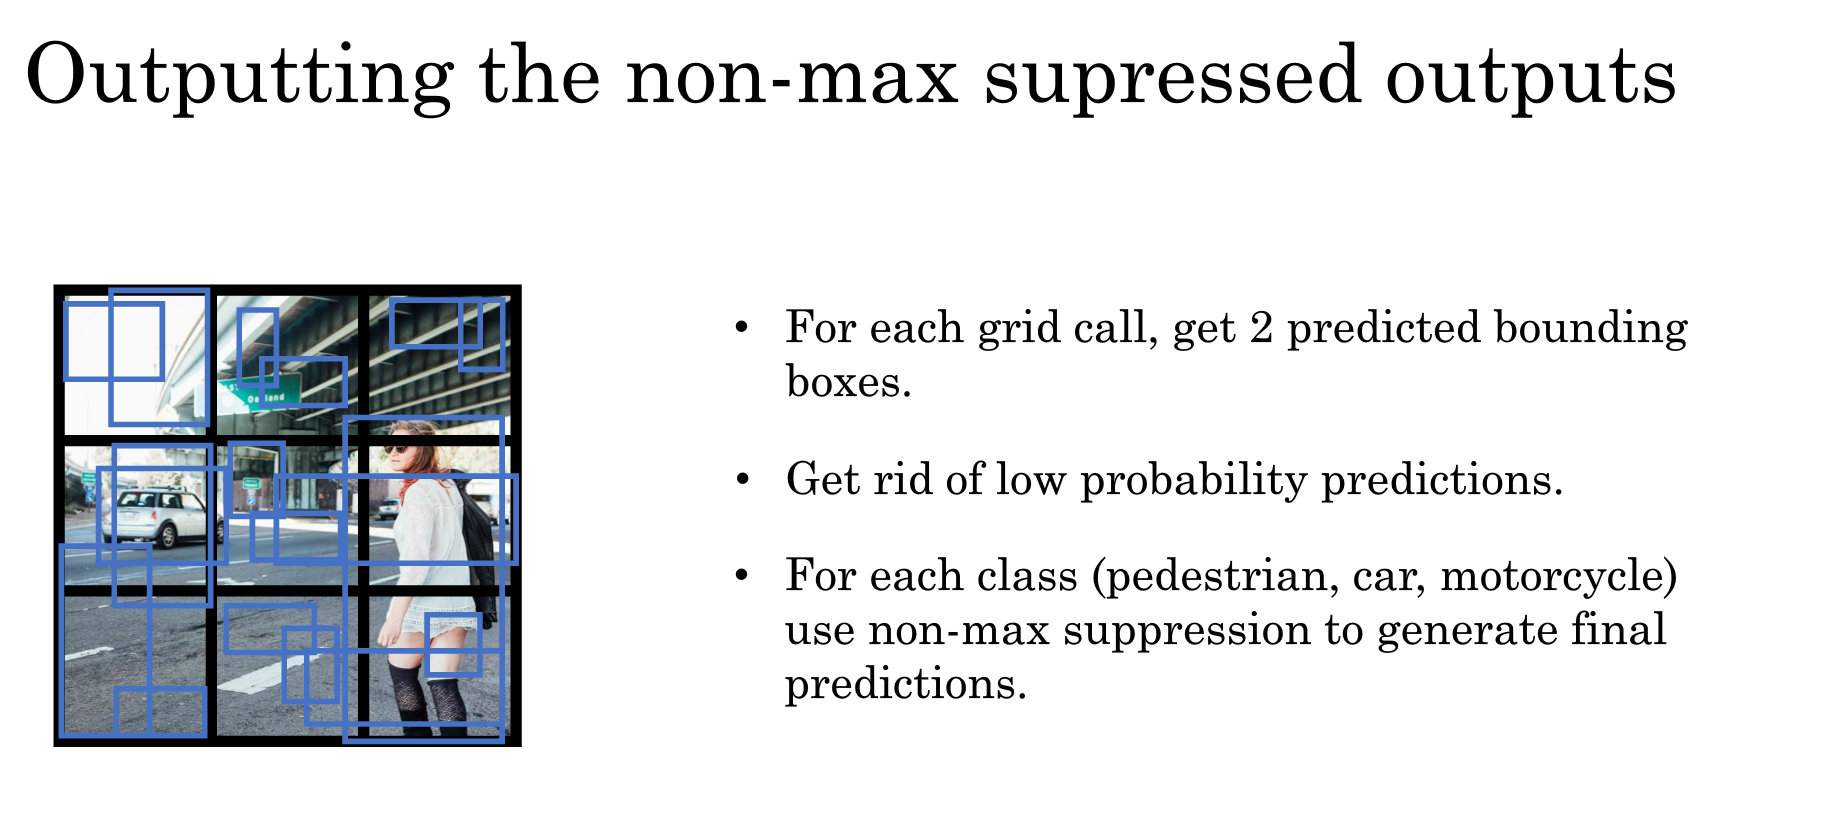 Outputting the non-max supressed outputs
Oakland
• For each grid call, get 2 predicted bounding
boxes.
• Get rid of low probability predictions.
• For each class (pedestrian, car, motorcycle)
use non-max suppression to generate final
predictions.